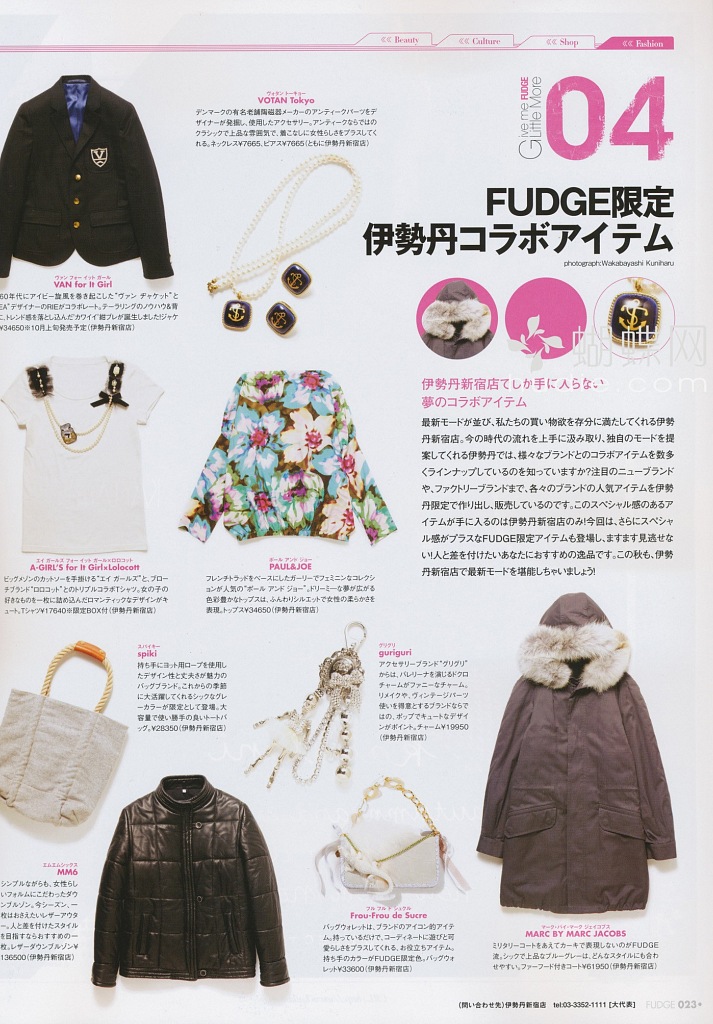 《《 Beauty
《《 Culture
《《 Shop
《《 Fashion
Give me FUDGE
Little More
04
FUDGE限定
伊勢丹コラボアイテム
photograph:Wakabayashi Kuniharu
伊勢丹新宿店でしか手に入らない
夢のコラボアイテム
最新モードが並び、私たちの買い物欲を存分に満たしてくれる伊勢
丹新宿店。今の時代の流れを上手に汲み取り、独自のモードを提
案してくれる伊勢丹では、様々なブランドとのコラボアイテムを数多
くラインナップしているのを知っていますか?注目のニューブランド
や、ファクトリーブランドまで、各々のブランドの人気アイテムを伊勢
丹限定で作り出し、販売しているのです。このスペシャル感のあるア
イテムが手に入るのは伊勢丹新宿店のみ!今回は、さらにスペシャ
ル感がプラスなFUDGE限定アイテムも登場し、ますます見逃せな
い!人と差を付けたいあなたにおすすめの逸品です。この秋も、伊勢
丹新宿店で最新モードを堪能しちゃいましょう!
ヴォタン トーキョー
VOTAN Tokyo
デンマークの有名老舗陶磁器メーカーのアンティークパーツをデ
ザイナーが発掘し、使用したアクセサリー。アンティークならではの
クラシックで上品な雰囲気で、着こなしに女性らしさをプラスしてく
れる。ネックレス¥7665、ピアス¥7665(ともに伊勢丹新宿店)
ヴァン フォー イット ガール
VAN for It Girl
60年代にアイビー旋風を巻き起こした"ヴァン ヂャケット"と
EA"デザイナーのRIEがコラボレート。テーラリングのノウハウ&背
に、トレンド感を落とし込んだ"カワイイ"紺ブレが誕生しました!ジャケ
¥34650※10月上旬発売予定(伊勢丹新宿店)
エイ ガールズ フォー イット ガール×ロロコット
A-GIRL'S for It Girl×Lolocott
ビッグメゾンのカットソーを手掛ける"エイ ガールズ"と、ブロー
チブランド"ロロコット"とのトリプルコラボTシャツ。女の子の
好きなものを一枚に詰め込んだロマンティックなデザインがキ
ュート。Tシャツ¥17640※限定BOX付(伊勢丹新宿店)
ポール アンド ジョー
PAUL&JOE
フレンチトラッドをベースにしたガーリーでフェミニンなコレクシ
ョンが人気の"ポール アンド ジョー"。ドリーミーな夢が広がる
色彩豊かなトップスは、ふんわりシルエットで女性の柔らかさを
表現。トップス¥34650(伊勢丹新宿店)
スパイキー
spiki
持ち手にヨット用ロープを使用し
たデザイン性と丈夫さが魅力の
バッグブランド。これからの季節
に大活躍してくれるシックなグレ
ーカラーが限定として登場。大
容量で使い勝手の良いトートバ
ッグ。¥28350(伊勢丹新宿店)
グリグリ
guriguri
アクセサリーブランド"グリグリ"
からは、バレリーナを演じるドクロ
チャームがファニーなチャーム。
リメイクや、ヴィンテージパーツ
使いを得意とするブランドならで
はの、ポップでキュートなデザイ
ンがポイント。チャーム¥19950
(伊勢丹新宿店)
エムエムシックス
MM6
シンプルながらも、女性らし
いフォルムにこだわったダウ
ンブルゾン。今シーズン、一
枚はおさえたいレザーアウタ
ー。人と差を付けたスタイル
を目指すならおすすめの一
枚。レザーダウンブルゾン¥
136500(伊勢丹新宿店)
フル フル ド シュクル
Frou-Frou de Sucre
バッグウォレットは、ブランドのアイコン的アイテ
ム。持っているだけで、コーディネートに遊びと可
愛らしさをプラスしてくれる、お役立ちアイテム。
持ち手のカラーがFUDGE限定色。バッグウォ
レット¥33600(伊勢丹新宿店)
マーク・バイ・マーク ジェイコブス
MARC BY MARC JACOBS
ミリタリーコートをあえてカーキで表現しないのがFUDGE
流。シックで上品なブルーグレーは、どんなスタイルにも合わ
せやすい。ファーフード付きコート¥61950(伊勢丹新宿店)
(問い合わせ先)伊勢丹新宿店 tel:03-3352-1111 [大代表]
FUDGE 023
蝴蝶网